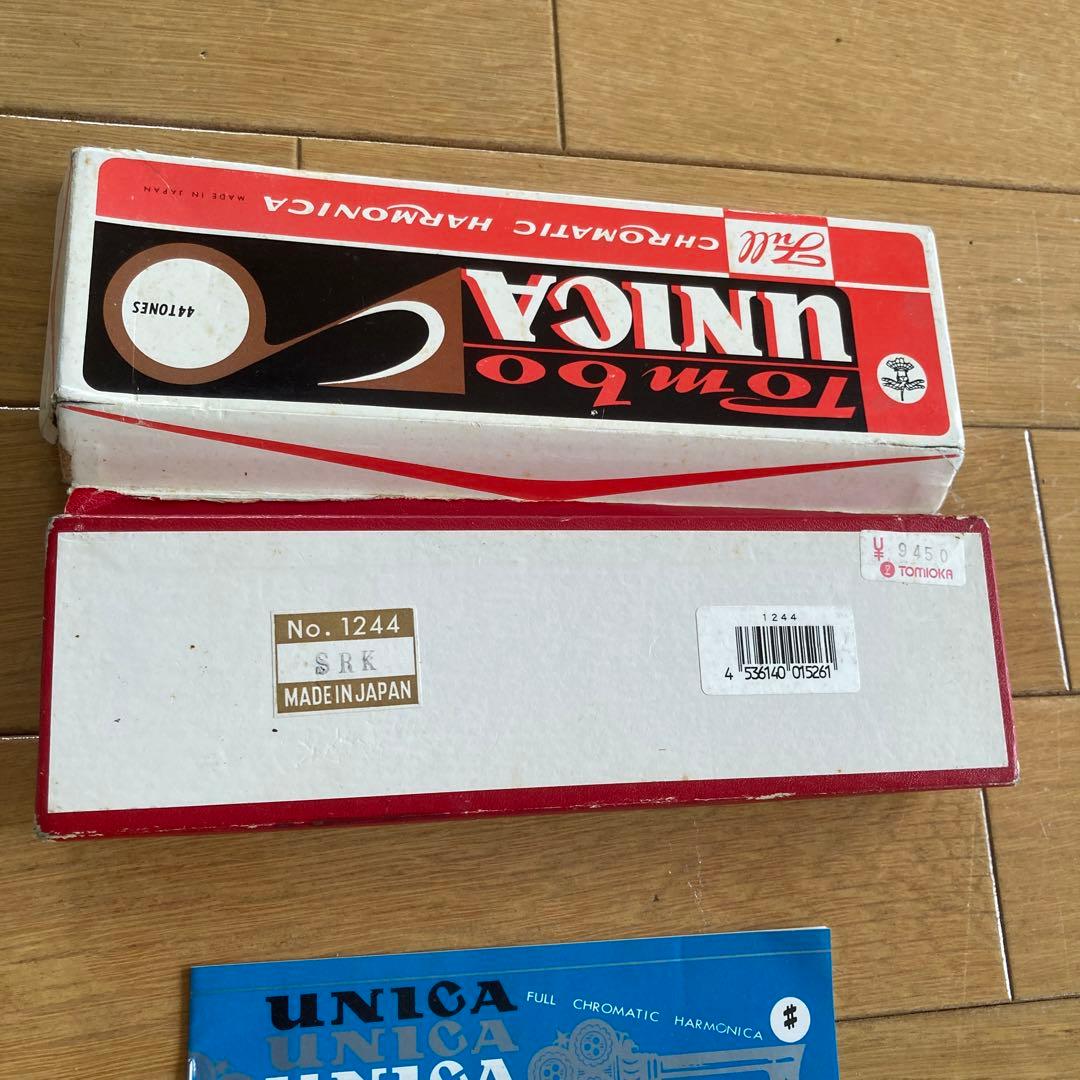 Tombo
UNICA
Full CHROMATIC HARMONICA
MADE IN JAPAN
44TONES
¥ 9450
TOMIOKA
No. 1244
SRK
MADE IN JAPAN
1244
4 536140 015261
UNICA
FULL CHROMATIC HARMONICA
#
UNICA
UNICA